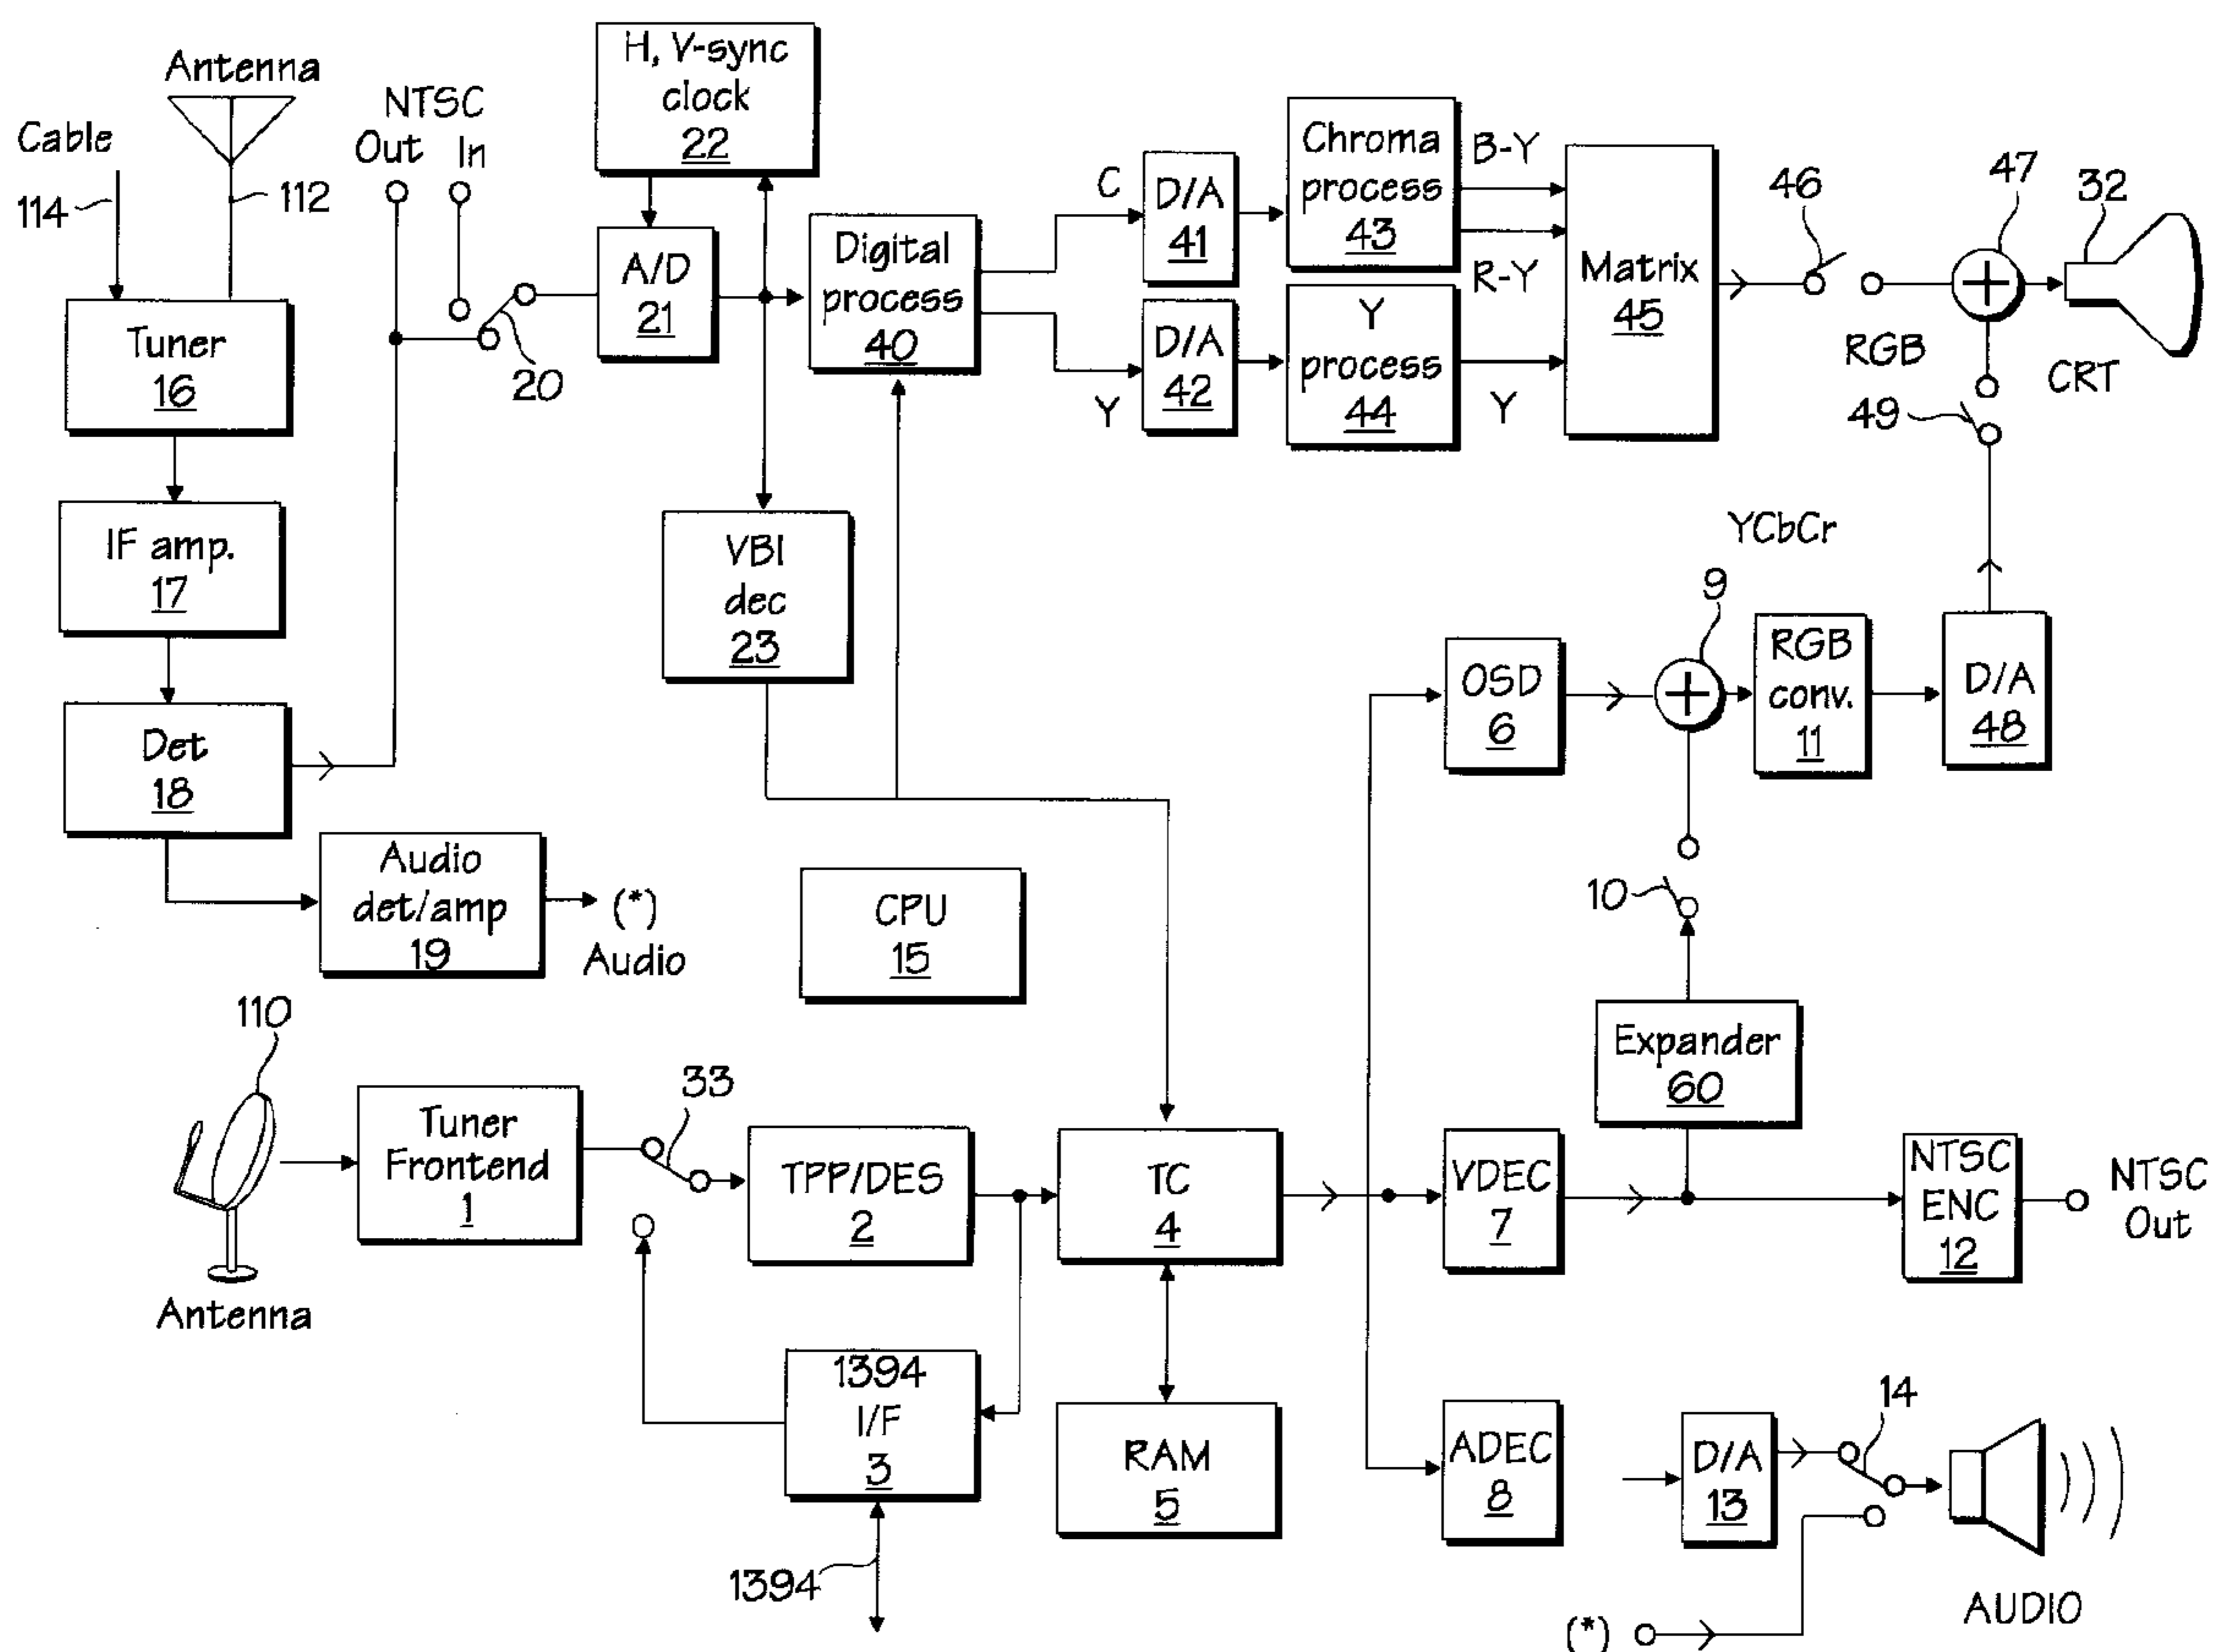 Antenna
Cable
114
112
NTSC
Out In
H, V-sync
clock
22
Tuner
16
20
A/D
21
Digital
process
40
C
Y
D/A
41
D/A
42
Chroma
process
43
Y
process
44
B-Y
R-Y
Y
Matrix
45
46
RGB
47
32
CRT
49
IF amp.
17
VBI
dec
23
YCbCr
9
OSD
6
RGB
conv.
11
D/A
48
Det
18
Audio
det/amp
19
(*)
Audio
CPU
15
10
Expander
60
110
Antenna
Tuner
Frontend
1
33
TPP/DES
2
TC
4
VDEC
7
NTSC
ENC
12
NTSC
Out
1394
I/F
3
1394
RAM
5
ADEC
8
D/A
13
14
AUDIO
(*)